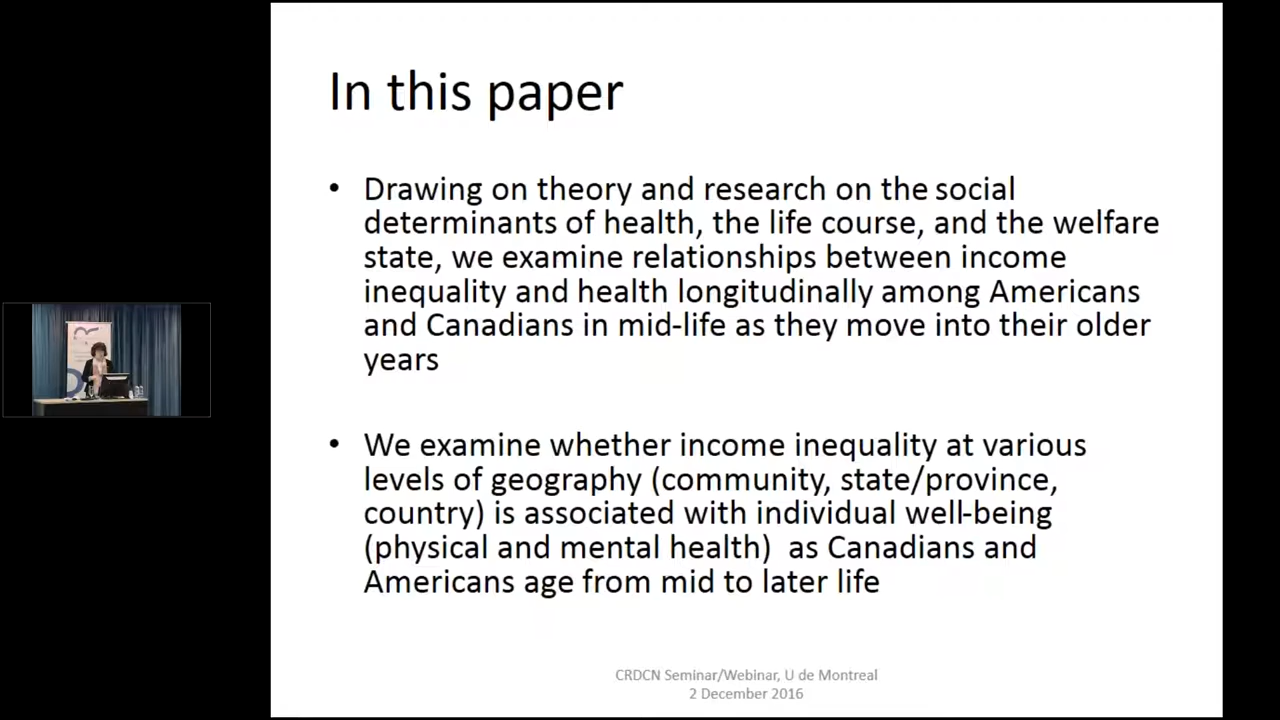 In this paper
• Drawing on theory and research on the social
determinants of health, the life course, and the welfare
state, we examine relationships between income
inequality and health longitudinally among Americans
and Canadians in mid-life as they move into their older
years
• We examine whether income inequality at various
levels of geography (community, state/province,
country) is associated with individual well-being
(physical and mental health)  as Canadians and
Americans age from mid to later life
CRDCN Seminar/Webinar, U de Montreal
2 December 2016